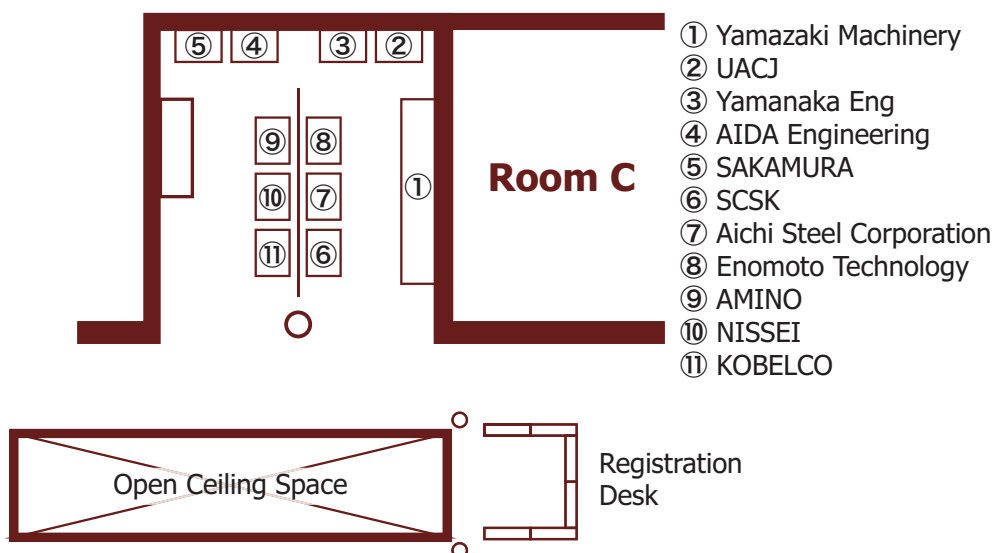 ⑤ ④ ③ ②
⑨ ⑧
⑩ ⑦ ①
⑪ ⑥
Room C
① Yamazaki Machinery
② UACJ
③ Yamanaka Eng
④ AIDA Engineering
⑤ SAKAMURA
⑥ SCSK
⑦ Aichi Steel Corporation
⑧ Enomoto Technology
⑨ AMINO
⑩ NISSEI
⑪ KOBELCO
Open Ceiling Space
Registration
Desk